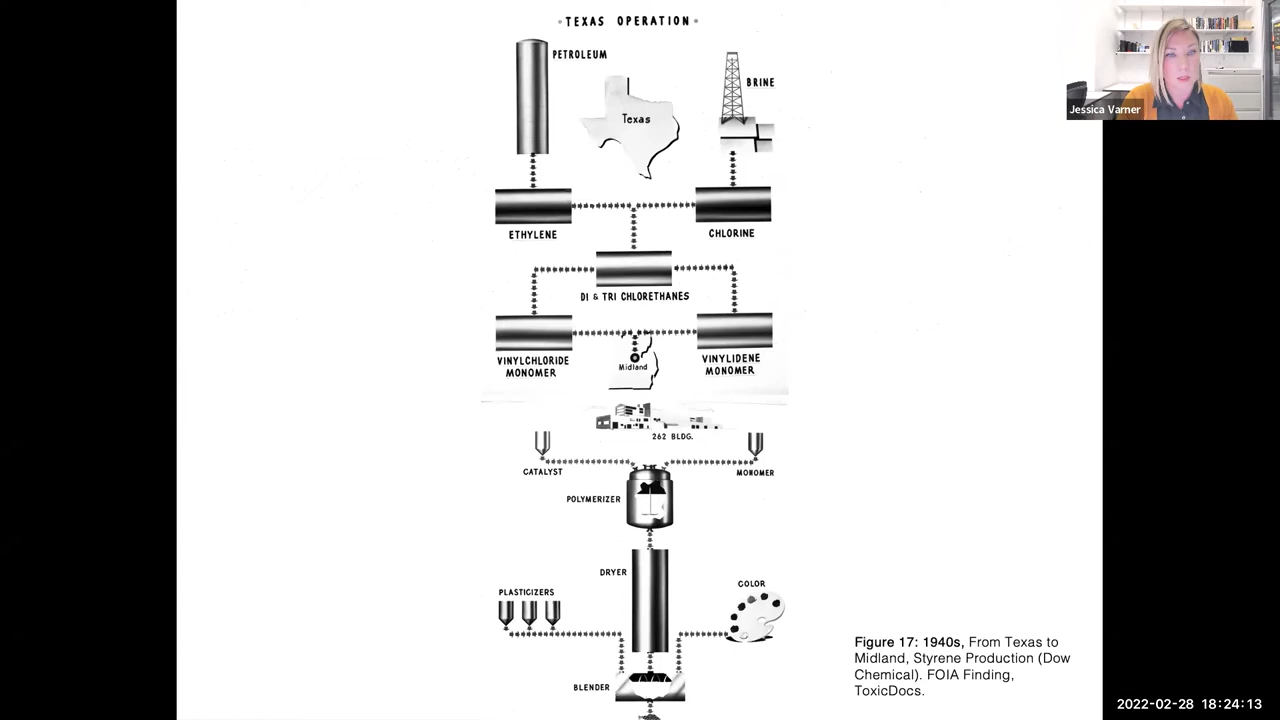 TEXAS OPERATION
PETROLEUM
Texas
BRINE
ETHYLENE
CHLORINE
DI & TRI CHLORETHANES
VINYLCHLORIDE
MONOMER
VINYLIDENE
MONOMER
Midland
262 BLDG.
CATALYST
MONOMER
POLYMERIZER
DRYER
PLASTICIZERS
COLOR
BLENDER
Figure 17: 1940s, From Texas to
Midland, Styrene Production (Dow
Chemical). FOIA Finding,
ToxicDocs.
Jessica Varner
2022-02-28 18:24:13